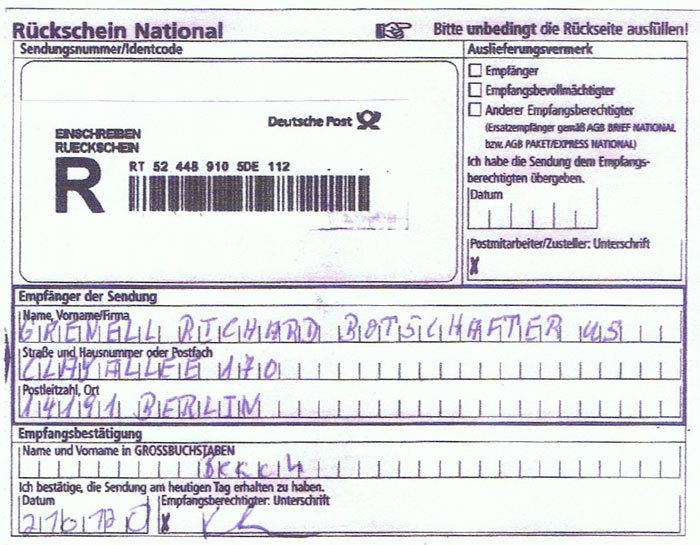 Rückschein National
Bitte unbedingt die Rückseite ausfüllen!
Sendungsnummer/Identcode
Deutsche Post
EINSCHREIBEN
RUECKSCHEIN
R
RT 52 448 910 5DE 112
Auslieferungsvermerk
Empfänger
Empfangsbevollmächtigter
Anderer Empfangsberechtigter
(Ersatzempfänger gemäß AGB BRIEF NATIONAL
bzw. AGB PAKET/EXPRESS NATIONAL)
Ich habe die Sendung dem Empfangs-
berechtigten übergeben.
Datum
Postmitarbeiter/Zusteller: Unterschrift
X
Empfänger der Sendung
Name, Vorname/Firma
GRENELL RICHARD BOTSCHAFTER US
Straße und Hausnummer oder Postfach
CLAYALLEE 170
Postleitzahl, Ort
14191 BERLIN
Empfangsbestätigung
Name und Vorname in GROSSBUCHSTABEN
Ich bestätige, die Sendung am heutigen Tag erhalten zu haben.
Datum Empfangsberechtigter: Unterschrift
X